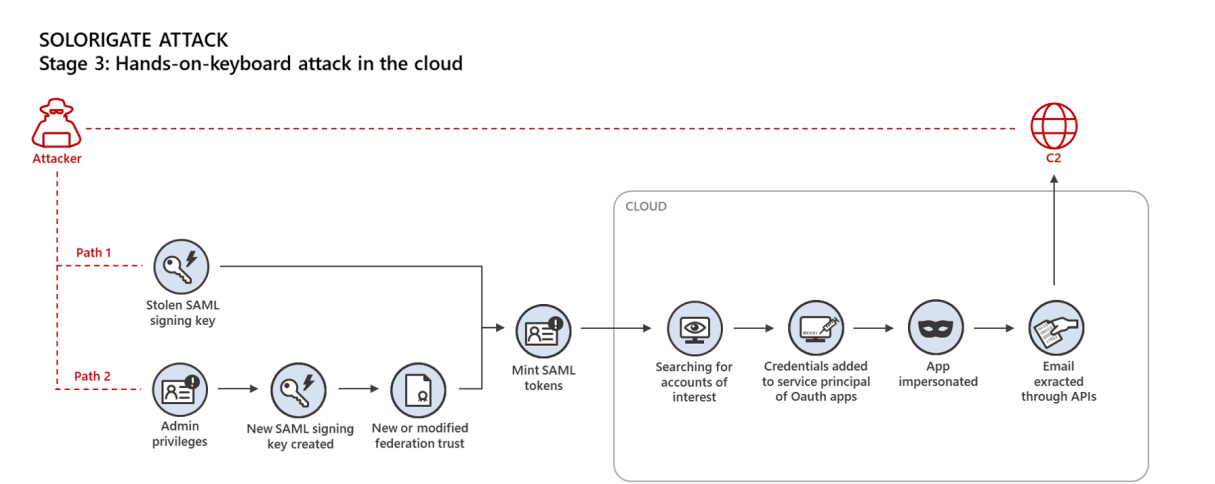 SOLORIGATE ATTACK
Stage 3: Hands-on-keyboard attack in the cloud
Attacker
C2
CLOUD
Path 1
Stolen SAML
signing key
Mint SAML
tokens
Searching for
accounts of
interest
Credentials added
to service principal
of Oauth apps
App
impersonated
Email
extracted
through APIs
Path 2
Admin
privileges
New SAML signing
key created
New or modified
federation trust